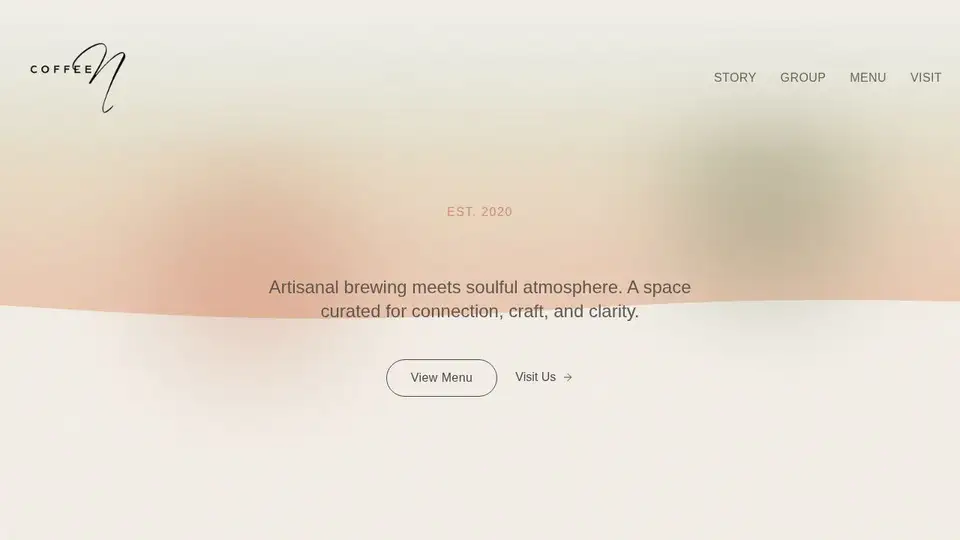 COFFEE N
STORY GROUP MENU VISIT
EST. 2020
Artisanal brewing meets soulful atmosphere. A space
curated for connection, craft, and clarity.
View Menu
Visit Us →